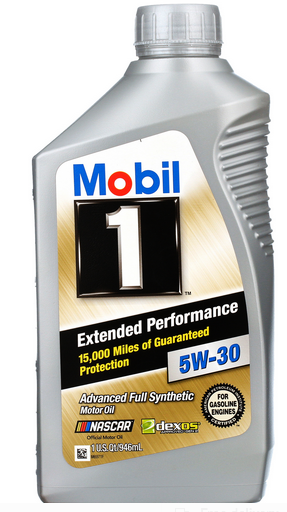 Mobil
1
TM
Extended Performance
15,000 Miles of Guaranteed
Protection
5W-30
Advanced Full Synthetic
Motor Oil
NASCAR
Official Motor Oil
dexos
1 U.S.Qt/946mL
FOR
GASOLINE
ENGINES